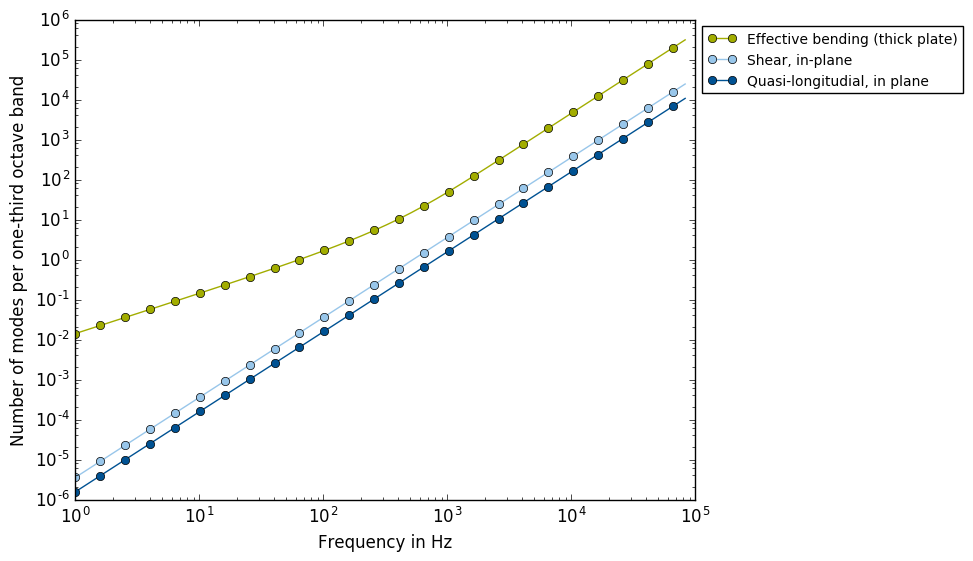 10^6
10^5
10^4
10^3
10^2
10^1
10^0
10^-1
10^-2
10^-3
10^-4
10^-5
10^-6
Number of modes per one-third octave band
10^0 10^1 10^2 10^3 10^4 10^5
Frequency in Hz
Effective bending (thick plate)
Shear, in-plane
Quasi-longitudial, in plane